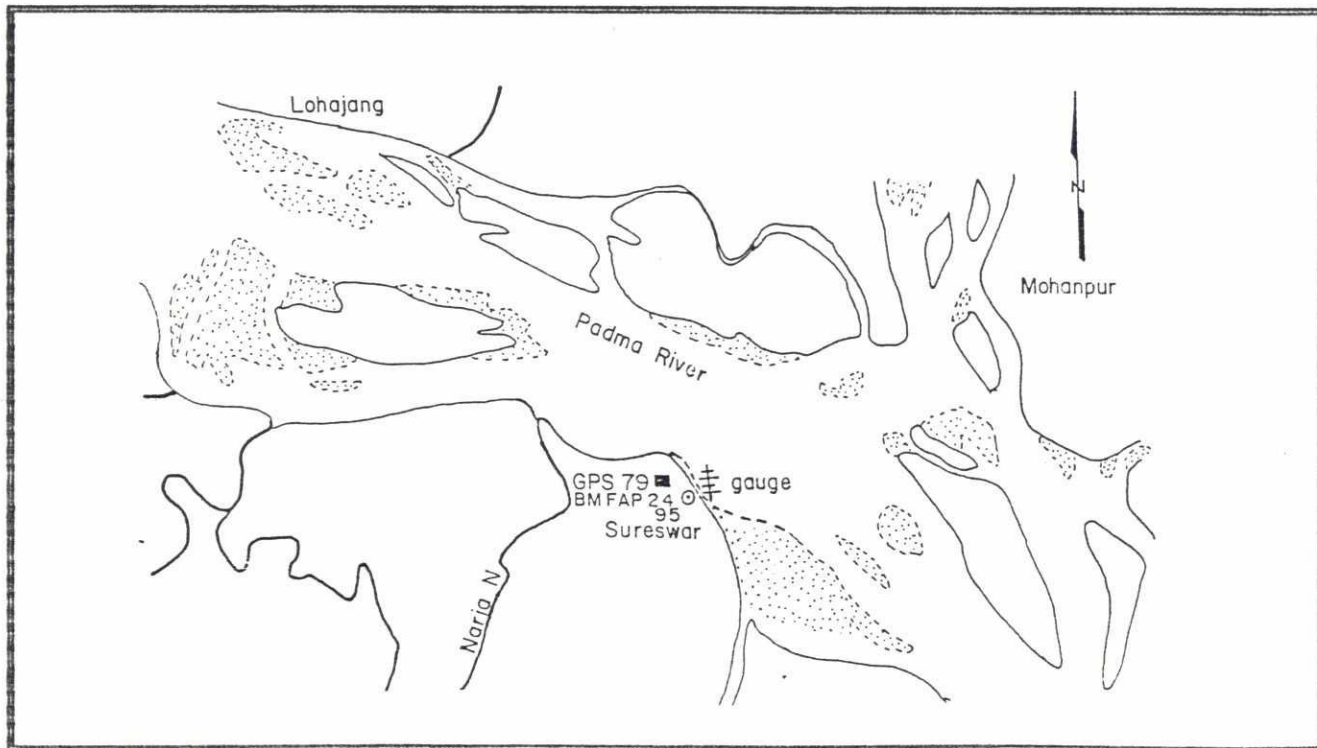 Lohajang
N
Mohanpur
Padma River
GPS 79
gauge
BM FAP 24
95
Sureswar
Naria N